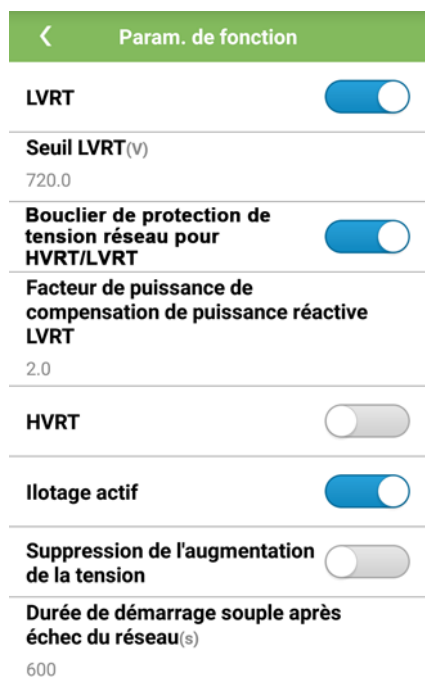 Param. de fonction
LVRT
Seuil LVRT(V)
720.0
Bouclier de protection de
tension réseau pour
HVRT/LVRT
Facteur de puissance de
compensation de puissance réactive
LVRT
2.0
HVRT
Ilotage actif
Suppression de l'augmentation
de la tension
Durée de démarrage souple après
échec du réseau(s)
600